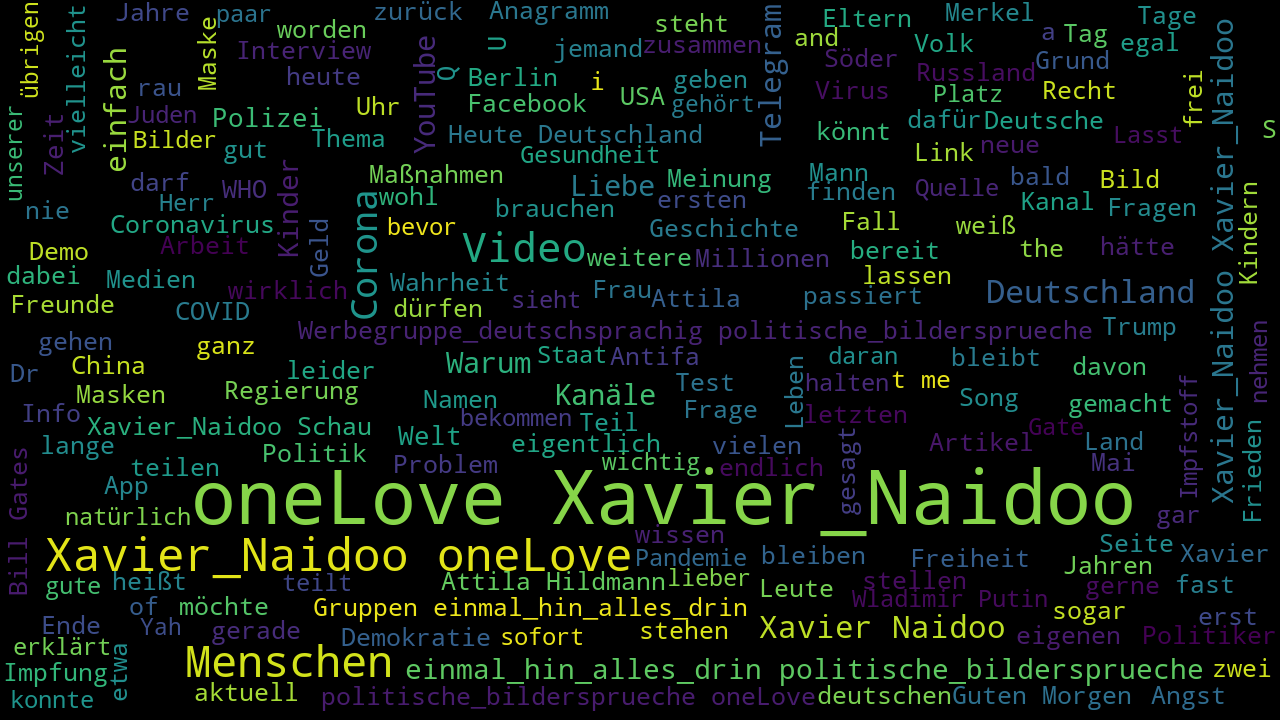 übrigen
Jahre
paar
zurück
Anagramm
steht
Eltern
Merkel
Tage
vielleicht
worden
Maske
Interview
U
jemand
zusammen
and
Volk
a
Tag
egal
Xavier_Naidoo Xavier_Naidoo
einfach
heute
YouTube
Q
Berlin
i
geben
Telegram
Söder
Russland
Grund
rau
Juden
Uhr
Facebook
USA
gehört
Virus
Platz
Recht
frei
unserer
Zeit
Bilder
Polizei
Thema
Heute Deutschland
könnt
dafür
Deutsche
Lasst
S
gut
Gesundheit
Link
neue
darf
WHO
Kinder
Maßnahmen
Liebe
Meinung
Mann
finden
Quelle
bald
Bild
nie
Herr
Corona
wohl
brauchen
ersten
Kanal
Fragen
Kindern
Coronavirus
Geld
bevor
Geschichte
Fall
weiß
Demo
Arbeit
Video
weitere
Millionen
bereit
the
hätte
dabei
Medien
wirklich
Wahrheit
Frau
Attila
passiert
lassen
Deutschland
Freunde
COVID
dürfen
sieht
Werbegruppe_deutschsprachig politische_bildersprueche
Trump
nehmen
gehen
ganz
Warum
Staat
Antifa
daran
bleibt
davon
Dr
China
leider
Kanäle
Test
Leben
halten
t me
Song
gemacht
Masken
Regierung
Namen
bekommen
Teil
Frage
letzten
Gate
Impfstoff
Info
Xavier_Naidoo Schau
Welt
eigentlich
vielen
gesagt
Artikel
Land
Frieden
lange
Politik
Problem
wichtig
endlich
Mai
Bill Gates
teilen
App
natürlich
oneLove Xavier_Naidoo
gar
wissen
Xavier_Naidoo oneLove
Pandemie
bleiben
Freiheit
Seite
Xavier
Jahren
gute
heißt
teilt
Attila Hildmann
lieber
Leute
stellen
gerne
fast
of
möchte
Gruppen einmal_hin_alles_drin
Wladimir Putin
sogar
erst
Ende
Yah
gerade
Demokratie
sofort
stehen
Xavier Naidoo
eigenen
Politiker
erklärt
etwa
Impfung
Menschen
einmal_hin_alles_drin politische_bildersprueche
zwei
konnte
aktuell
politische_bildersprueche oneLove
deutschen
Guten Morgen
Angst